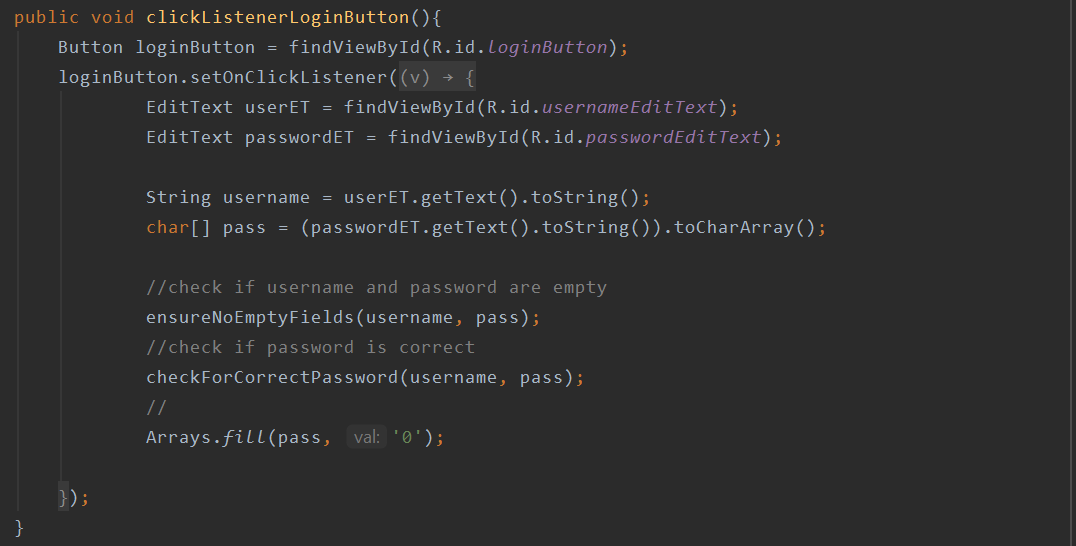 public void clickListenerLoginButton(){
    Button loginButton = findViewById(R.id.loginButton);
    loginButton.setOnClickListener((v) → {
            EditText userET = findViewById(R.id.usernameEditText);
            EditText passwordET = findViewById(R.id.passwordEditText);

            String username = userET.getText().toString();
            char[] pass = (passwordET.getText().toString()).toCharArray();

            //check if username and password are empty
            ensureNoEmptyFields(username, pass);
            //check if password is correct
            checkForCorrectPassword(username, pass);
            //
            Arrays.fill(pass, val: '0');

    });
}